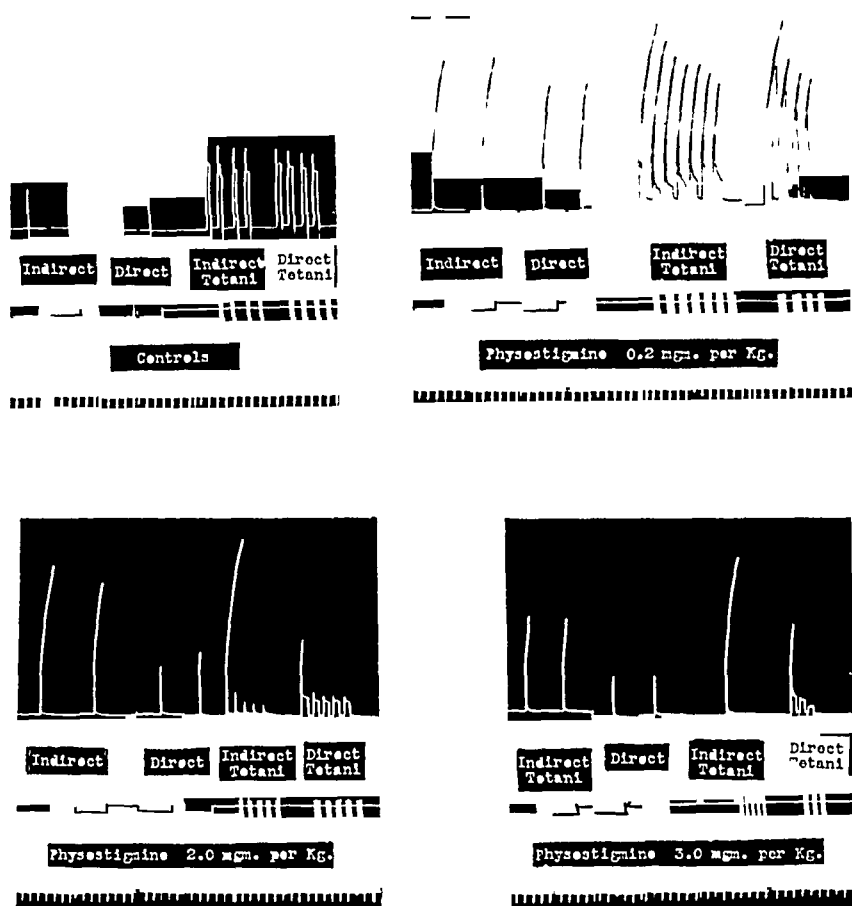 Indirect
Direct
Indirect
Tetani
Direct
Tetani
Controls
Indirect
Direct
Indirect
Tetani
Direct
Tetani
Physostigmine 0.2 mgm. per Kg.
Indirect
Direct
Indirect
Tetani
Direct
Tetani
Physostigmine 2.0 mgm. per Kg.
Indirect
Tetani
Direct
Indirect
Tetani
Direct
Tetani
Physostigmine 3.0 mgm. per Kg.